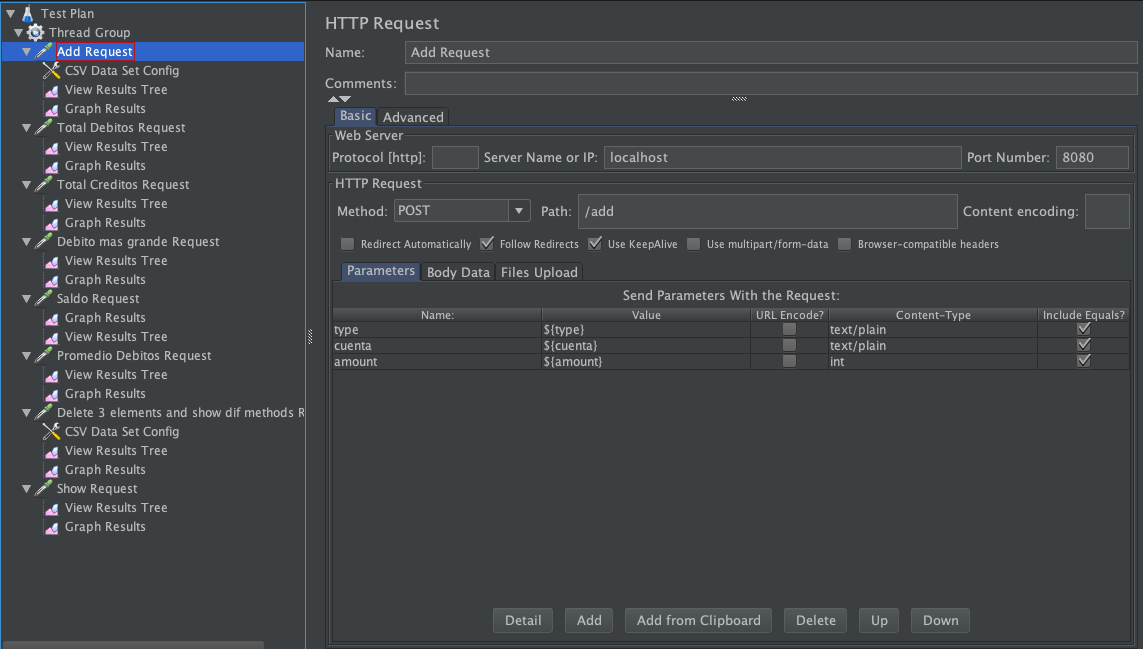 Test Plan
Thread Group
Add Request
CSV Data Set Config
View Results Tree
Graph Results
Total Debitos Request
View Results Tree
Graph Results
Total Creditos Request
View Results Tree
Graph Results
Debito mas grande Request
View Results Tree
Graph Results
Saldo Request
Graph Results
View Results Tree
Promedio Debitos Request
View Results Tree
Graph Results
Delete 3 elements and show dif methods R
CSV Data Set Config
View Results Tree
Graph Results
Show Request
View Results Tree
Graph Results
HTTP Request
Name: Add Request
Comments:
Basic Advanced
Web Server
Protocol [http]: Server Name or IP: localhost Port Number: 8080
HTTP Request
Method: POST Path: /add Content encoding:
Redirect Automatically Follow Redirects Use KeepAlive Use multipart/form-data Browser-compatible headers
Parameters Body Data Files Upload
Send Parameters With the Request:
Name: Value URL Encode? Content-Type Include Equals?
type ${type} text/plain
cuenta ${cuenta} text/plain
amount ${amount} int
Detail Add Add from Clipboard Delete Up Down